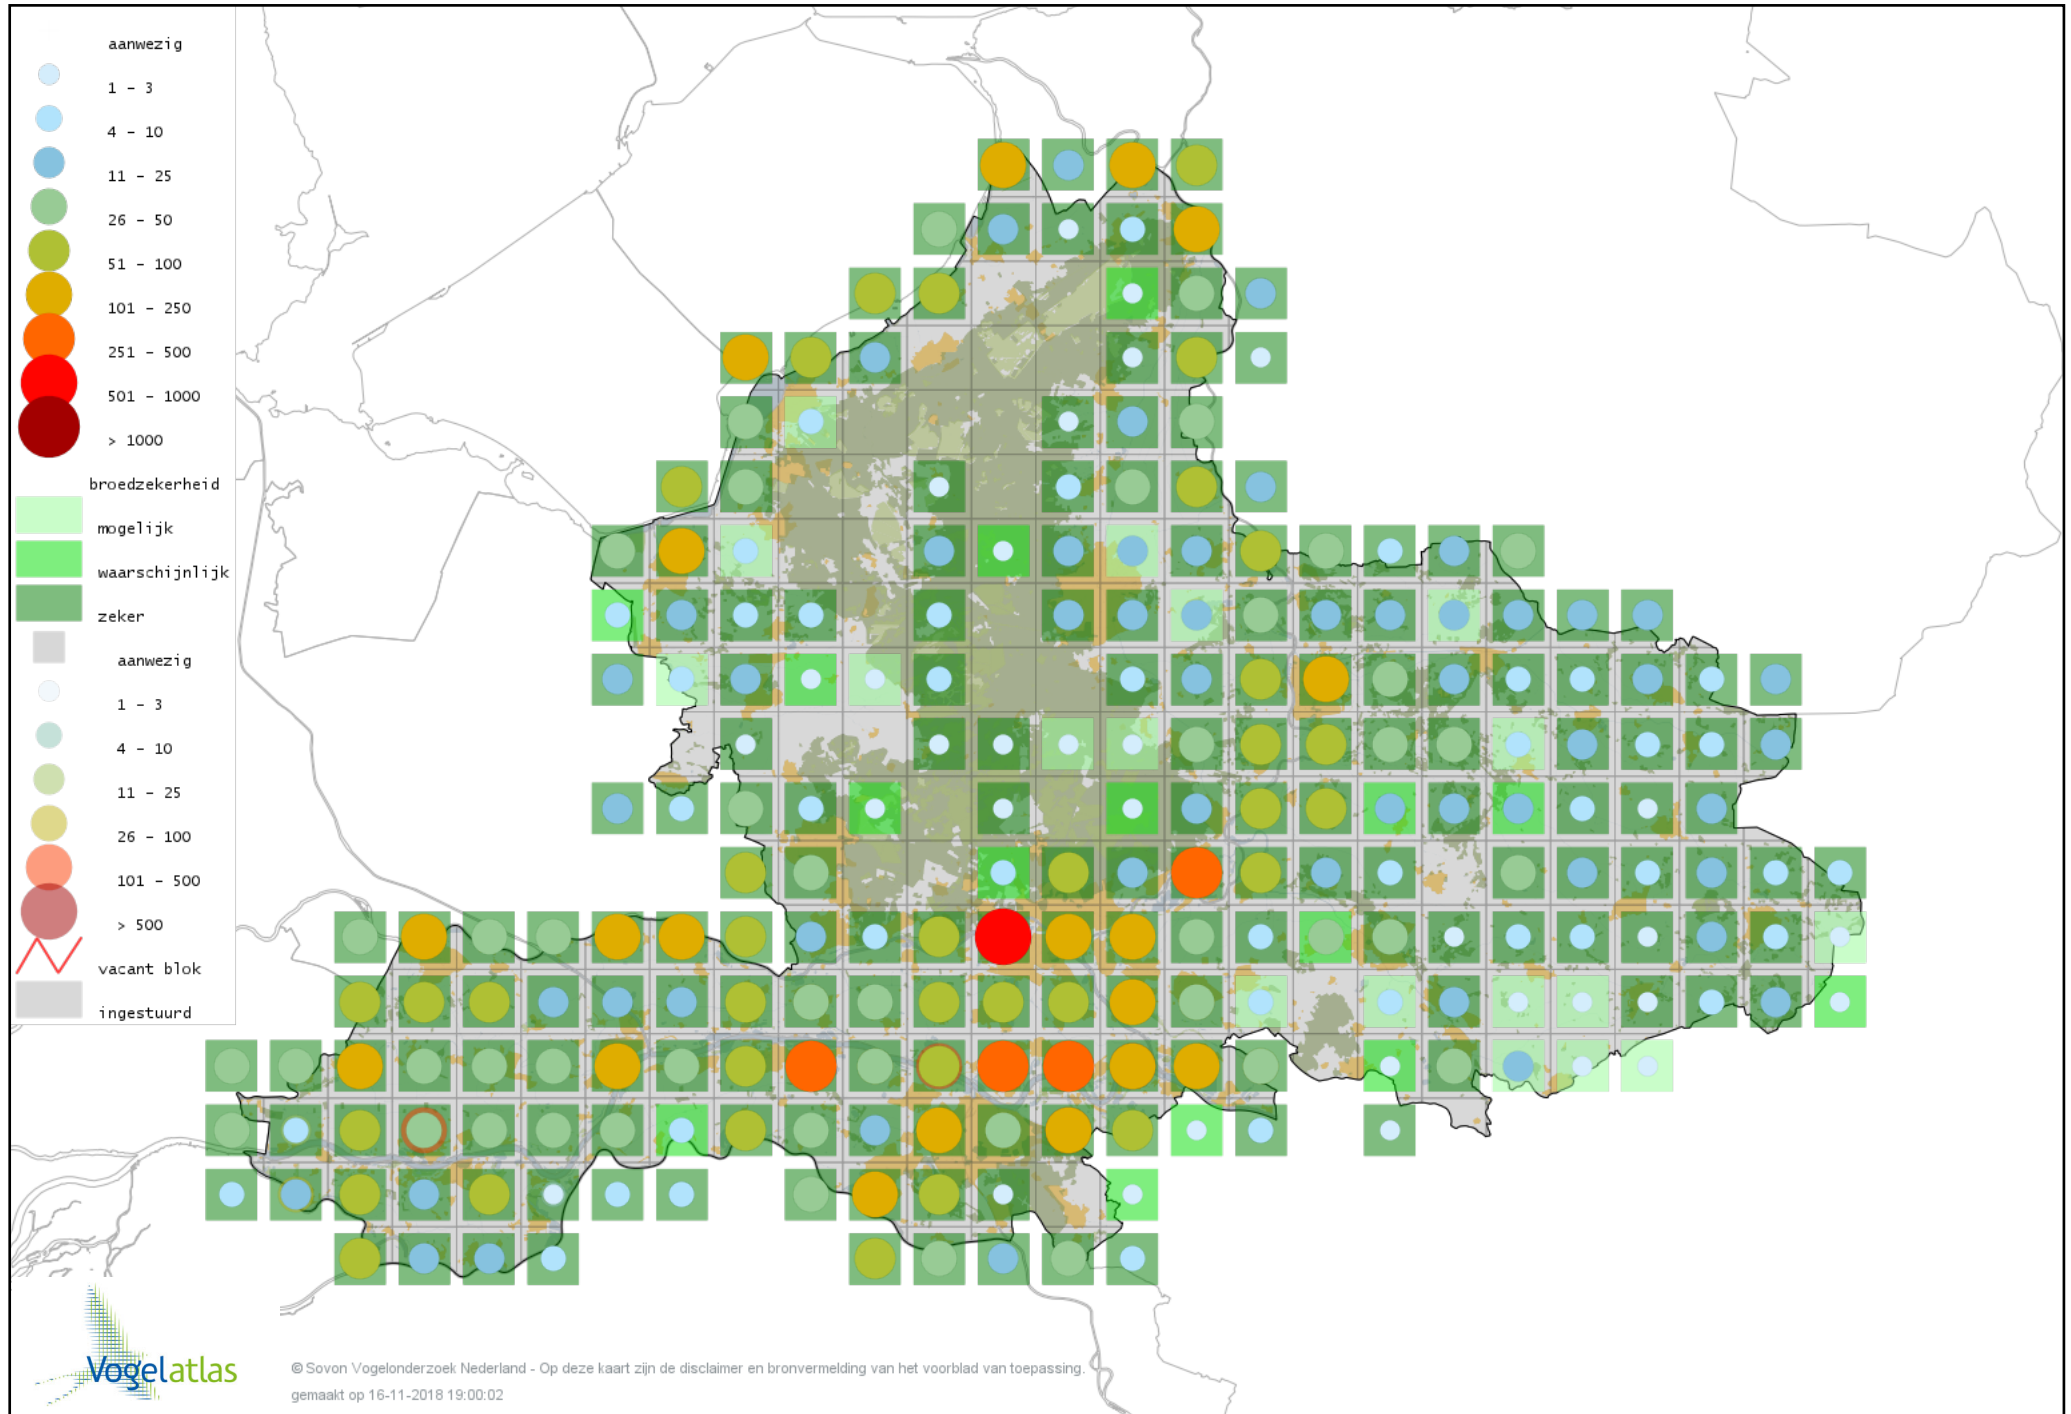 aanwezig
1 - 3
4 - 10
11 - 25
26 - 50
51 - 100
101 - 250
251 - 500
501 - 1000
> 1000
broedzekerheid
mogelijk
waarschijnlijk
zeker
aanwezig
1 - 3
4 - 10
11 - 25
26 - 100
101 - 500
> 500
vacant blok
ingestuurd
Vogelatlas
© Sovon Vogelonderzoek Nederland - Op deze kaart zijn de disclaimer en bronvermelding van het voorblad van toepassing.
gemaakt op 16-11-2018 19:00:02